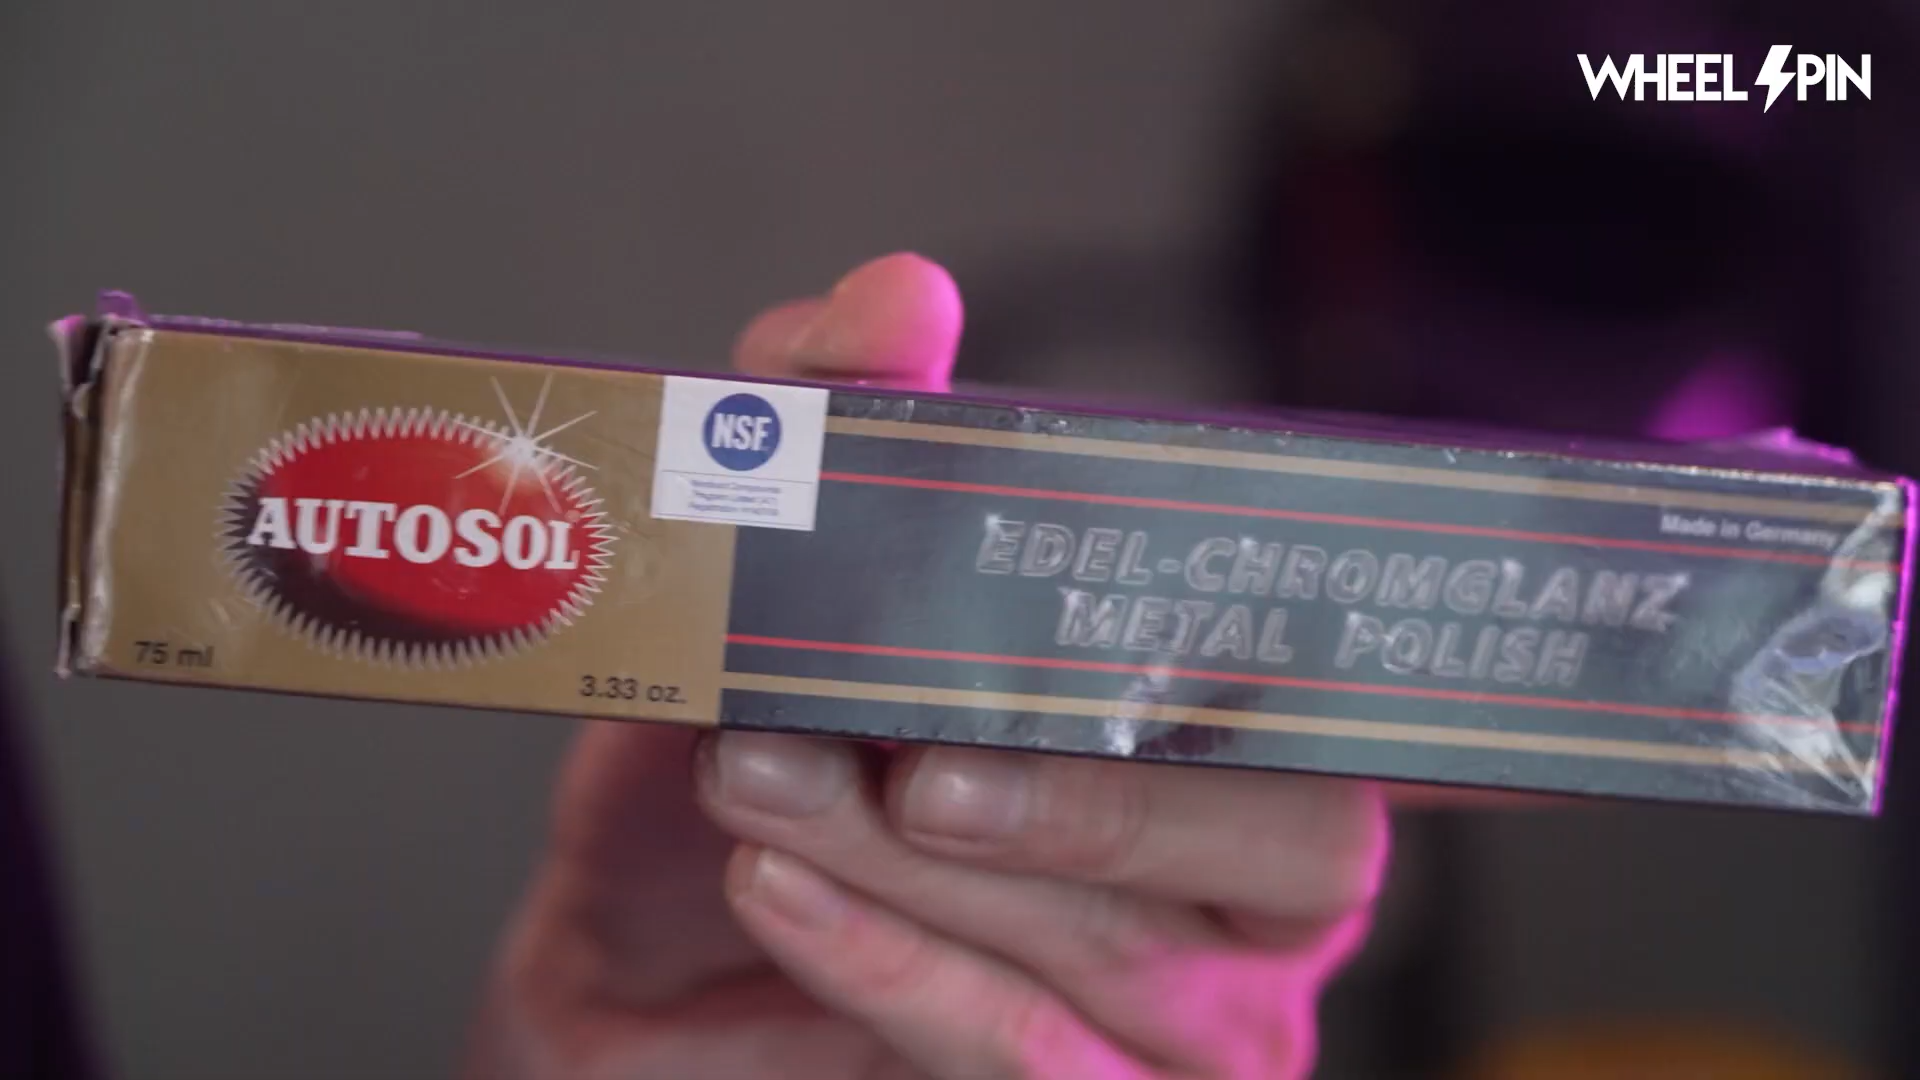 WHEEL SPIN
AUTOSOL
75 ml
3.33 oz.
NSF
Made in Germany
EDEL-CHROMGLANZ
METAL POLISH